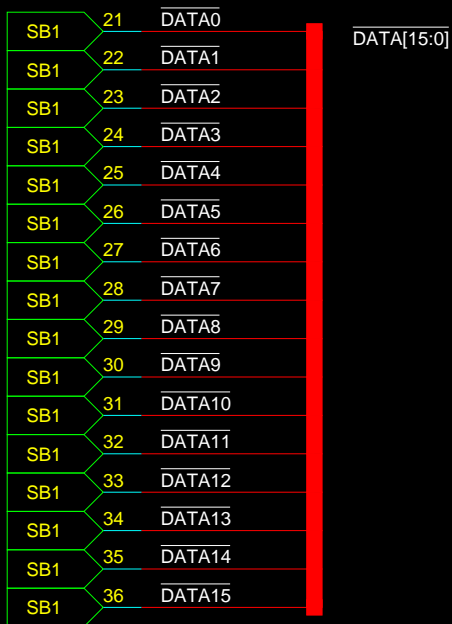 SB1 21 DATA0 DATA[15:0]
SB1 22 DATA1
SB1 23 DATA2
SB1 24 DATA3
SB1 25 DATA4
SB1 26 DATA5
SB1 27 DATA6
SB1 28 DATA7
SB1 29 DATA8
SB1 30 DATA9
SB1 31 DATA10
SB1 32 DATA11
SB1 33 DATA12
SB1 34 DATA13
SB1 35 DATA14
SB1 36 DATA15